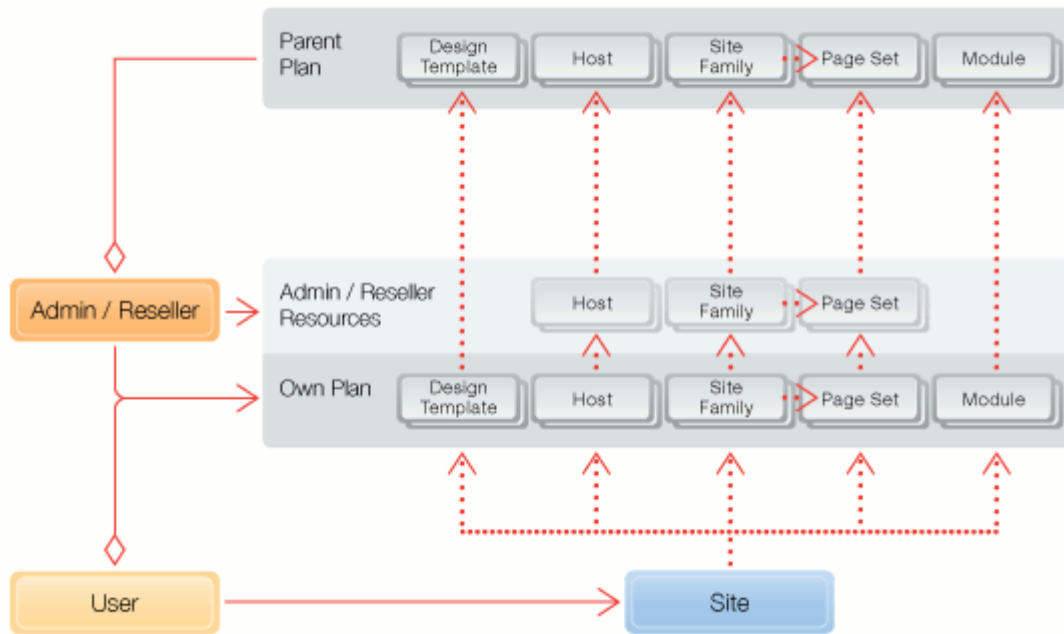 Parent
Plan
Design
Template
Host
Site
Family
Page Set
Module
Admin / Reseller
Admin / Reseller
Resources
Host
Site
Family
Page Set
Own Plan
Design
Template
Host
Site
Family
Page Set
Module
User
Site